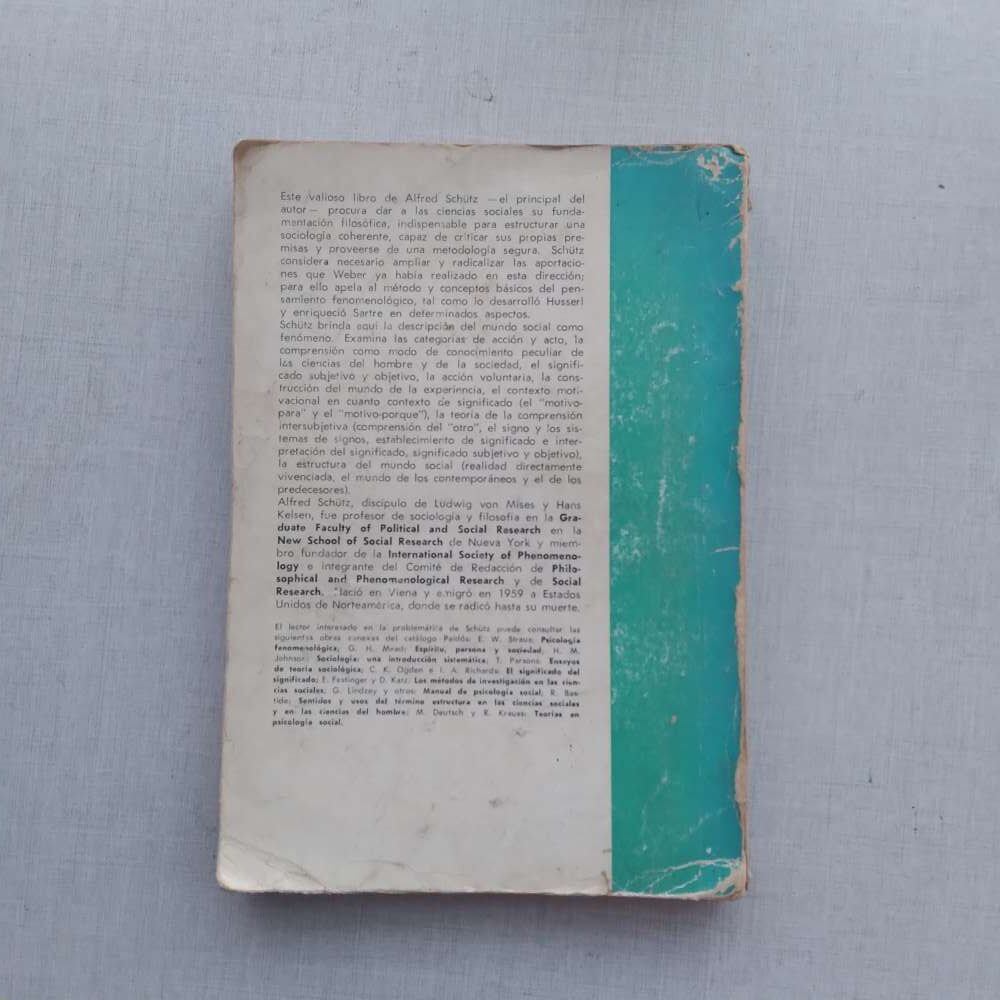 Este valioso libro de Alfred Schütz —el principal del
autor— procura dar a las ciencias sociales su funda-
mentación filosófica, indispensable para estructurar una
sociología coherente, capaz de criticar sus propias pre-
misas y proveerse de una metodología segura. Schütz
considera necesario ampliar y radicalizar las aportacio-
nes que Weber ya había realizado en esta dirección;
para ello apela al método y conceptos básicos del pen-
samiento fenomenológico, tal como lo desarrolló Husserl
y enriqueció Sartre en determinados aspectos.
Schütz brinda aquí la descripción del mundo social como
fenómeno. Examina las categorías de acción y acto, la
comprensión como modo de conocimiento peculiar de
las ciencias del hombre y de la sociedad, el signifi-
cado subjetivo y objetivo, la acción voluntaria, la cons-
trucción del mundo de la experiencia, el contexto moti-
vacional en cuanto contexto de significado (el "motivo-
para" y el "motivo-porque"), la teoría de la comprensión
intersubjetiva (comprensión del "otro", el signo y los sis-
temas de signos, establecimiento de significado e inter-
pretación del significado, significado subjetivo y objetivo),
la estructura del mundo social (realidad directamente
vivenciada, el mundo de los contemporáneos y el de los
predecesores).
Alfred Schütz, discípulo de Ludwig von Mises y Hans
Kelsen, fue profesor de sociología y filosofía en la Gra-
duate Faculty of Political and Social Research en la
New School of Social Research de Nueva York y miem-
bro fundador de la International Society of Phenomeno-
logy e integrante del Comité de Redacción de Philo-
sophical and Phenomenological Research y de Social
Research. Nació en Viena y emigró en 1959 a Estados
Unidos de Norteamérica, donde se radicó hasta su muerte.
El lector interesado en la problemática de Schütz puede consultar las
siguientes obras conexas del catálogo Paidós: E. W. Straus: Psicología
fenomenológica; G. H. Mead: Espíritu, persona y sociedad; H. M.
Johnson: Sociología: una introducción sistemática; T. Parsons: Ensayos
de teoría sociológica; C. K. Ogden e I. A. Richards: El significado del
significado; E. Festinger y D. Katz: Los métodos de investigación en las cien-
cias sociales; G. Lindzey y otros: Manual de psicología social; R. Bas-
tide: Sentidos y usos del término estructura en las ciencias sociales
y en las ciencias del hombre; M. Deutsch y R. Krauss: Teorías en
psicología social.